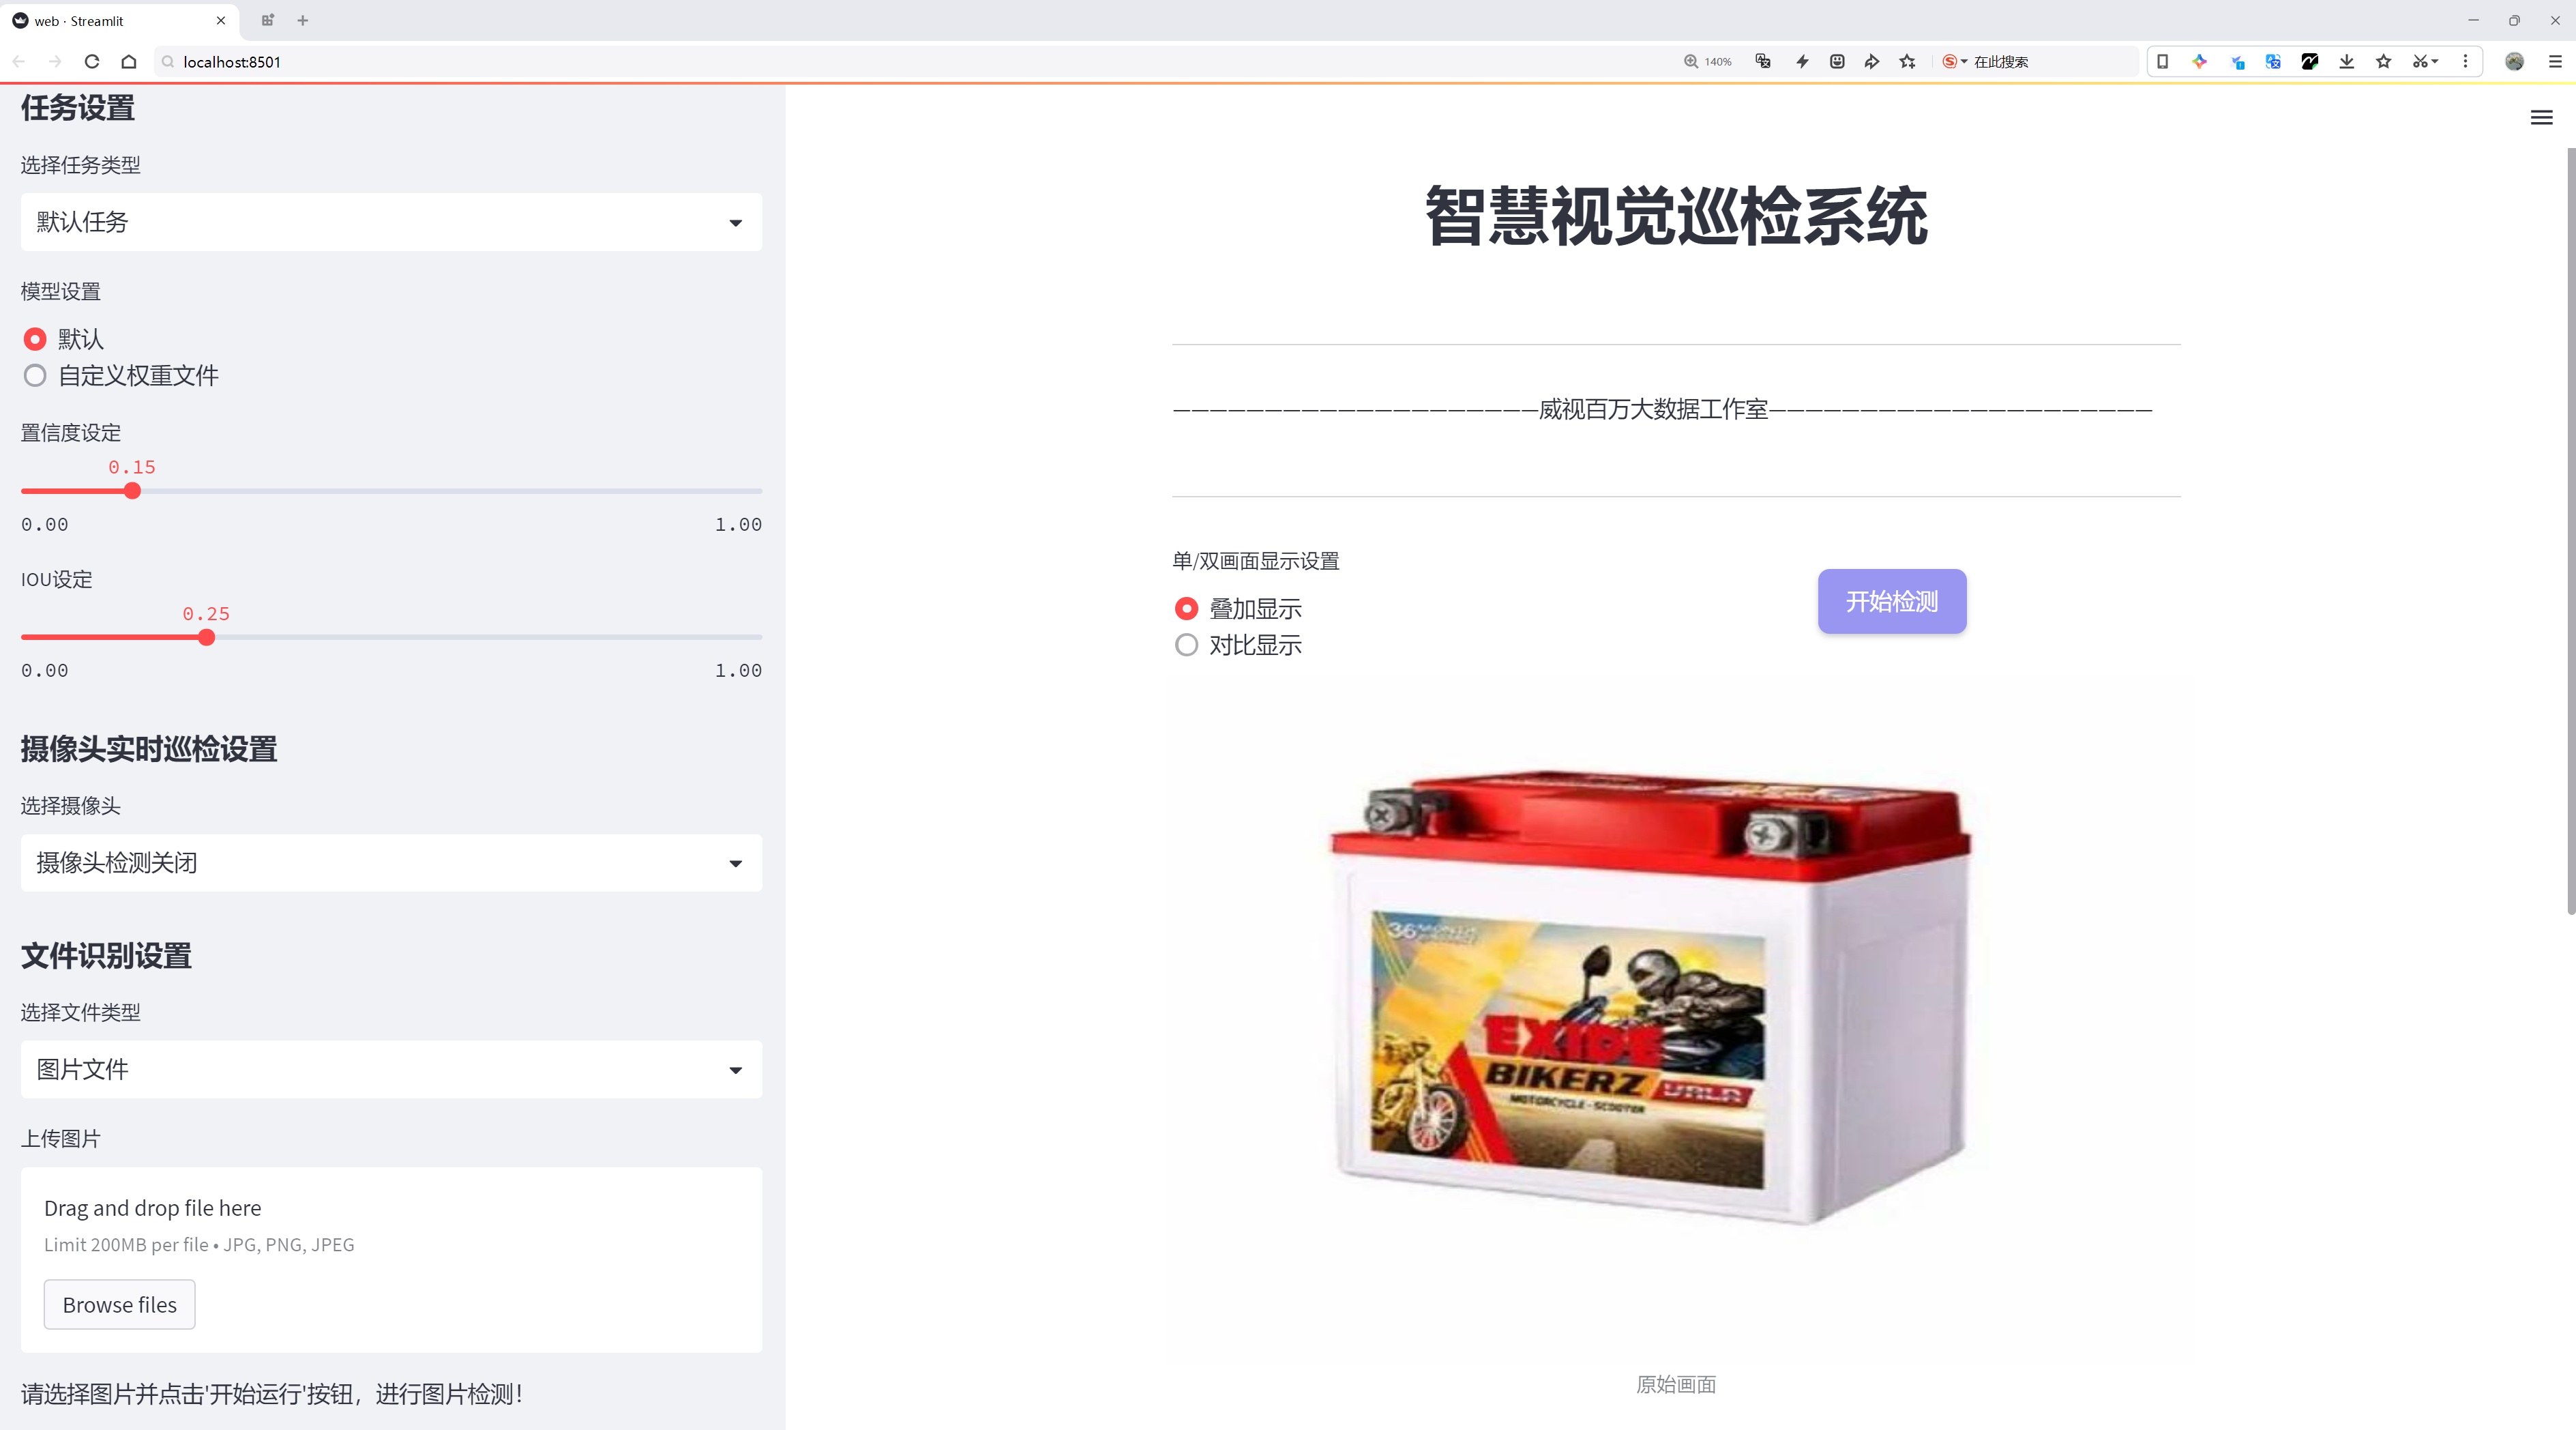 web · Streamlit
localhost:8501
140%
在此搜索
任务设置
选择任务类型
默认任务
模型设置
默认
自定义权重文件
置信度设定
0.15
0.00 1.00
IOU设定
0.25
0.00 1.00
摄像头实时巡检设置
选择摄像头
摄像头检测关闭
文件识别设置
选择文件类型
图片文件
上传图片
Drag and drop file here
Limit 200MB per file • JPG, PNG, JPEG
Browse files
请选择图片并点击'开始运行'按钮，进行图片检测！
智慧视觉巡检系统
————————————————————威视百万大数据工作室—————————————————————
单/双画面显示设置
叠加显示
对比显示
开始检测
36
EXIDE
BIKERZ VRLA
MOTORCYCLE - SCOOTER
原始画面